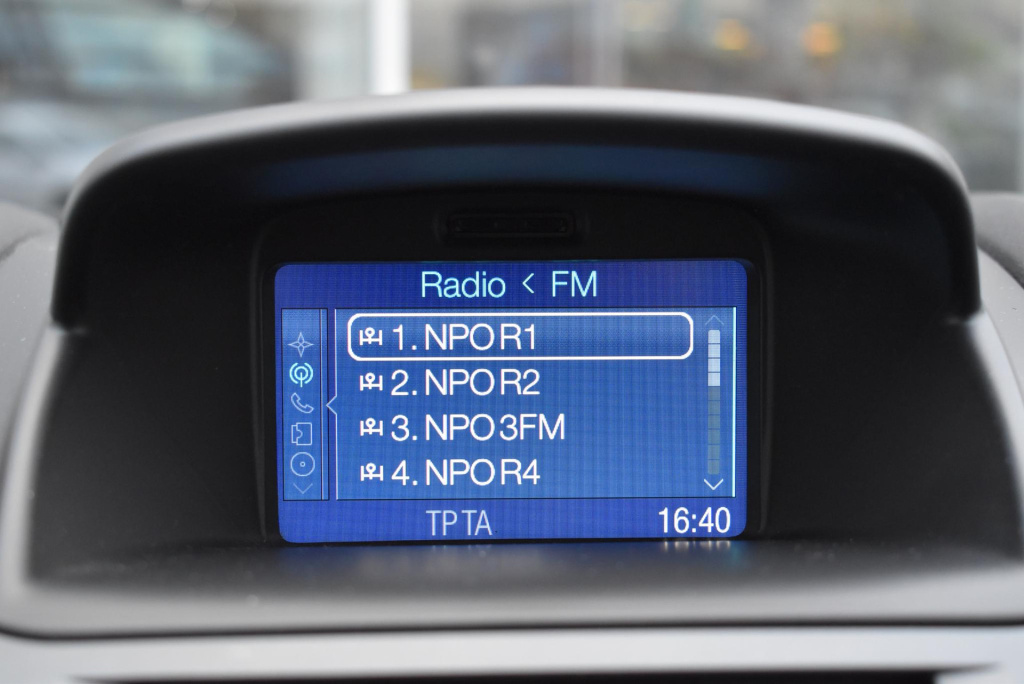 Radio < FM
1. NPO R1
2. NPO R2
3. NPO 3FM
4. NPO R4
TP TA 16:40